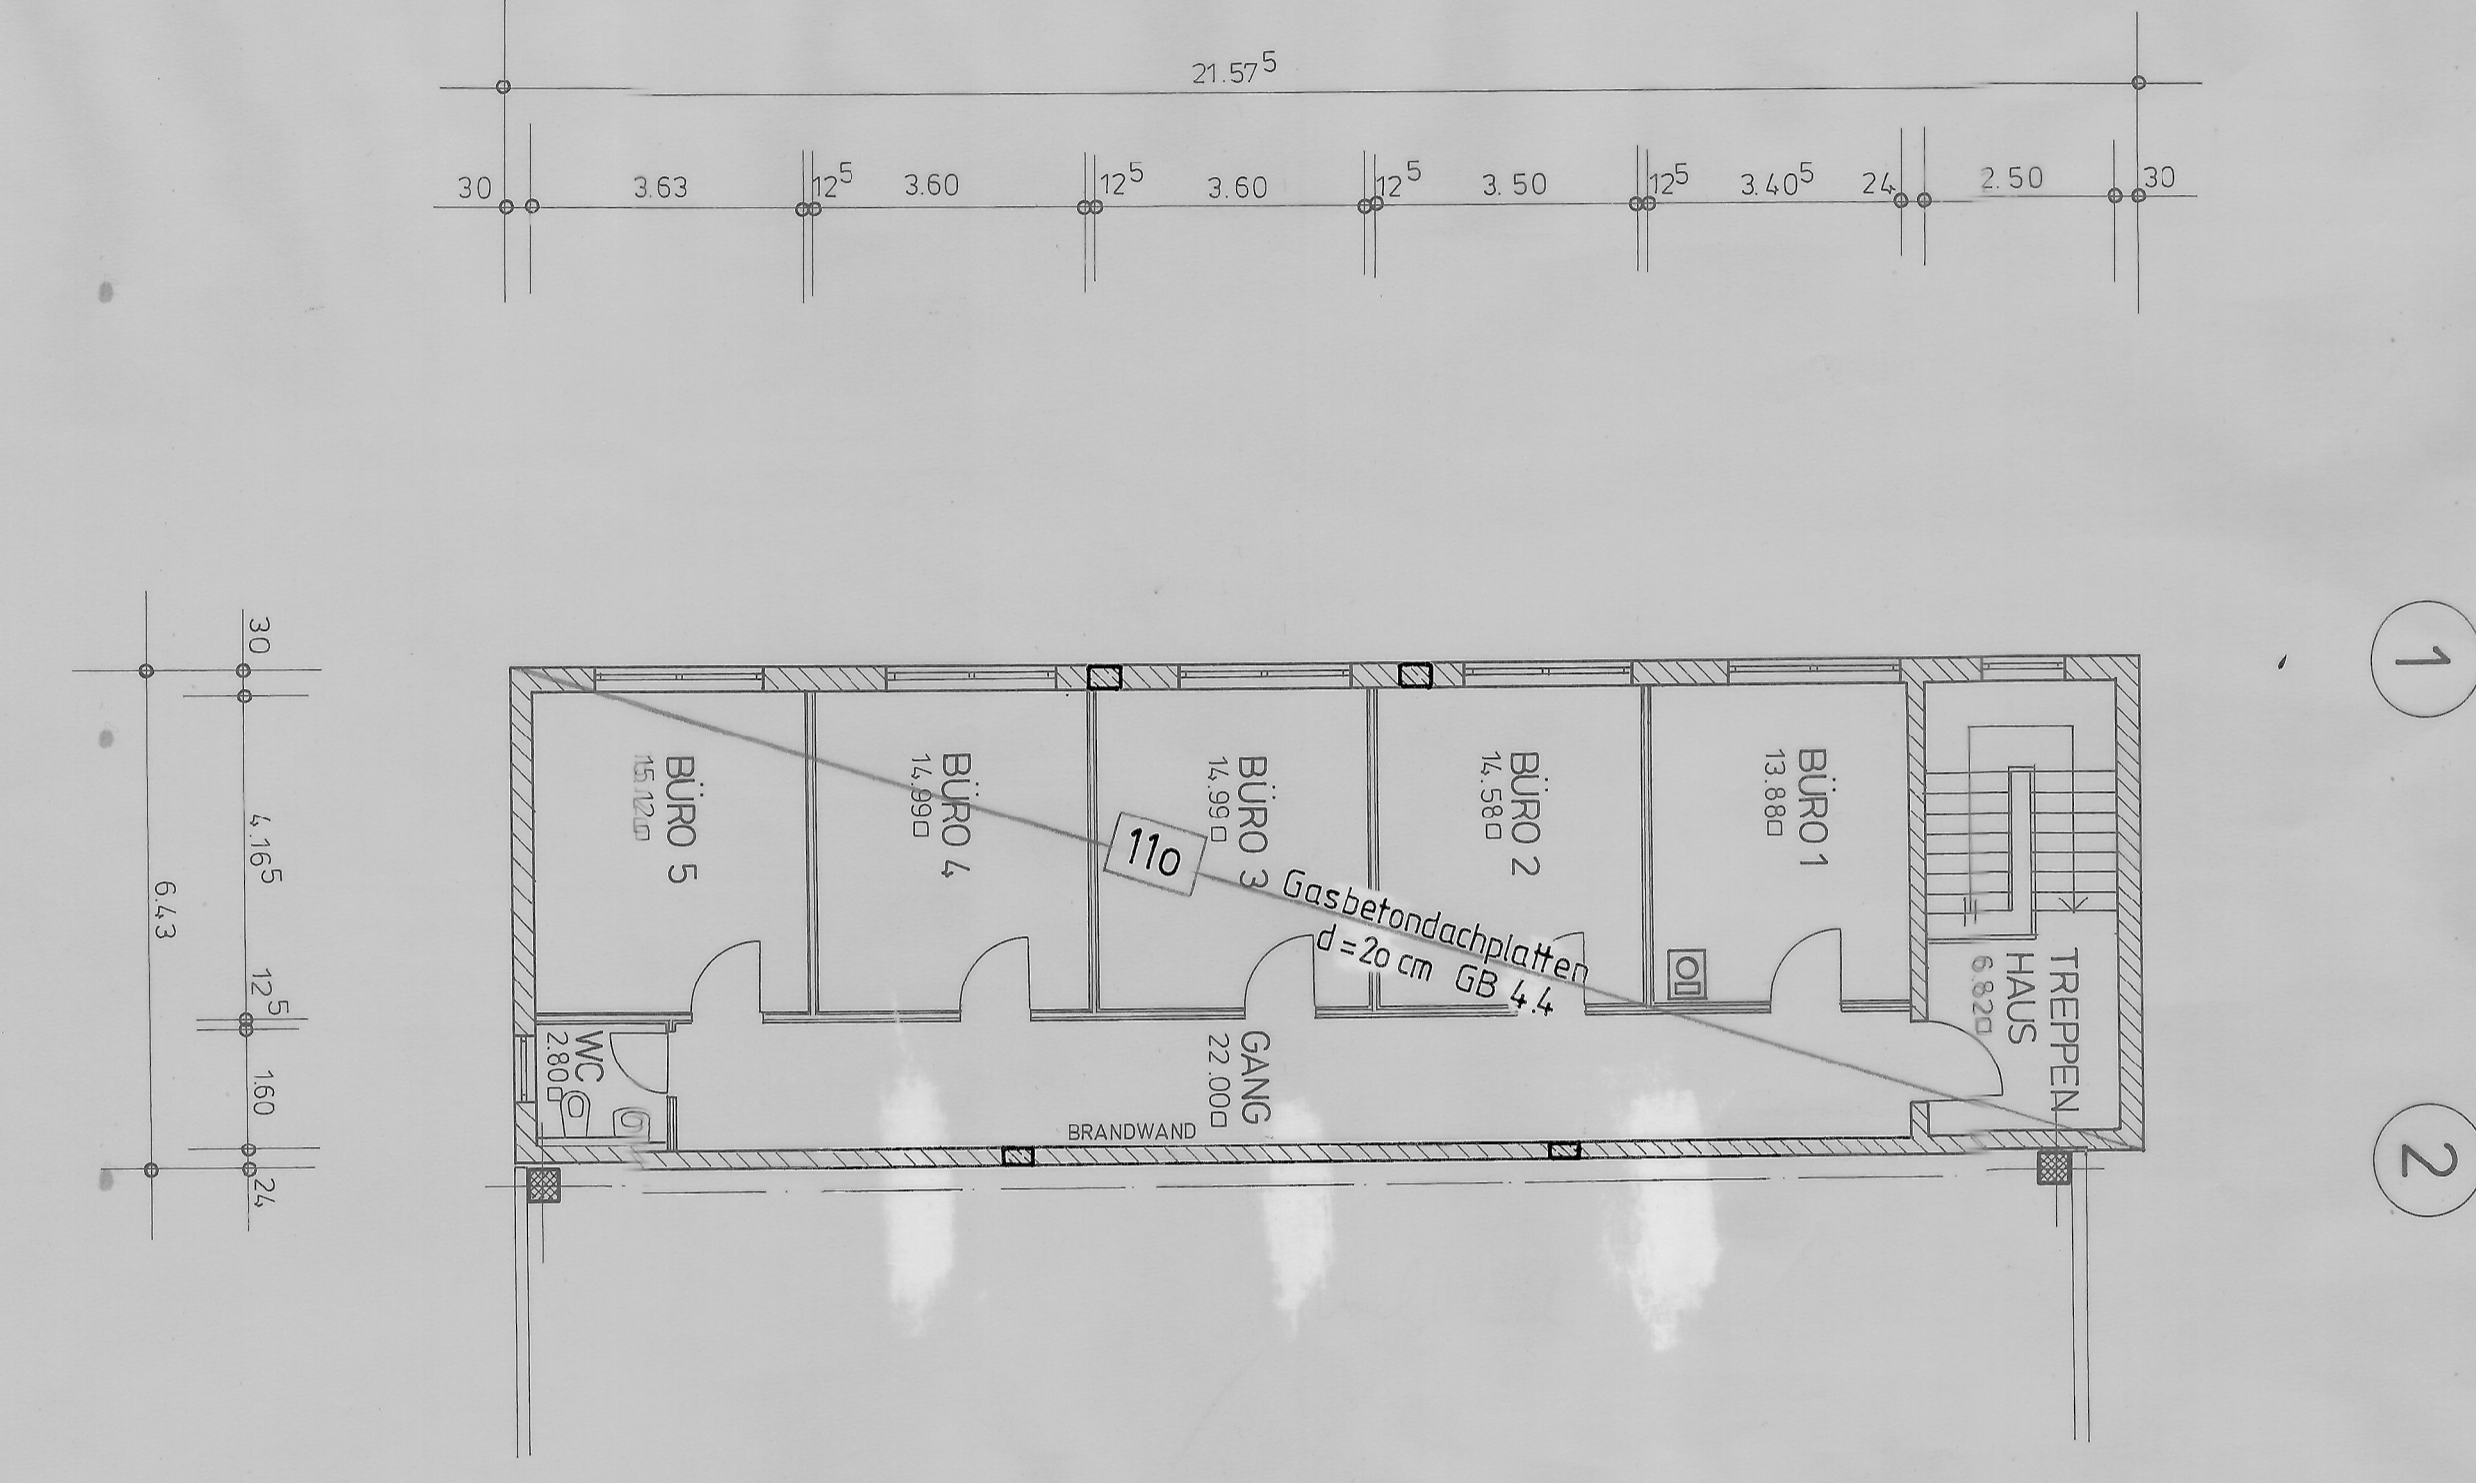 21.57⁵
30 3.63 12⁵ 3.60 12⁵ 3.60 12⁵ 3.50 12⁵ 3.40⁵ 24 2.50 30
30
4.16⁵
12⁵
1.60
24
6.43
1
2
BÜRO 5
15.12□
BÜRO 4
14.99□
BÜRO 3
14.99□
BÜRO 2
14.58□
BÜRO 1
13.88□
11o
Gasbetondachplatten
d=2o cm GB 4.4
TREPPEN
HAUS
6.82□
WC
2.80□
GANG
22.00□
BRANDWAND